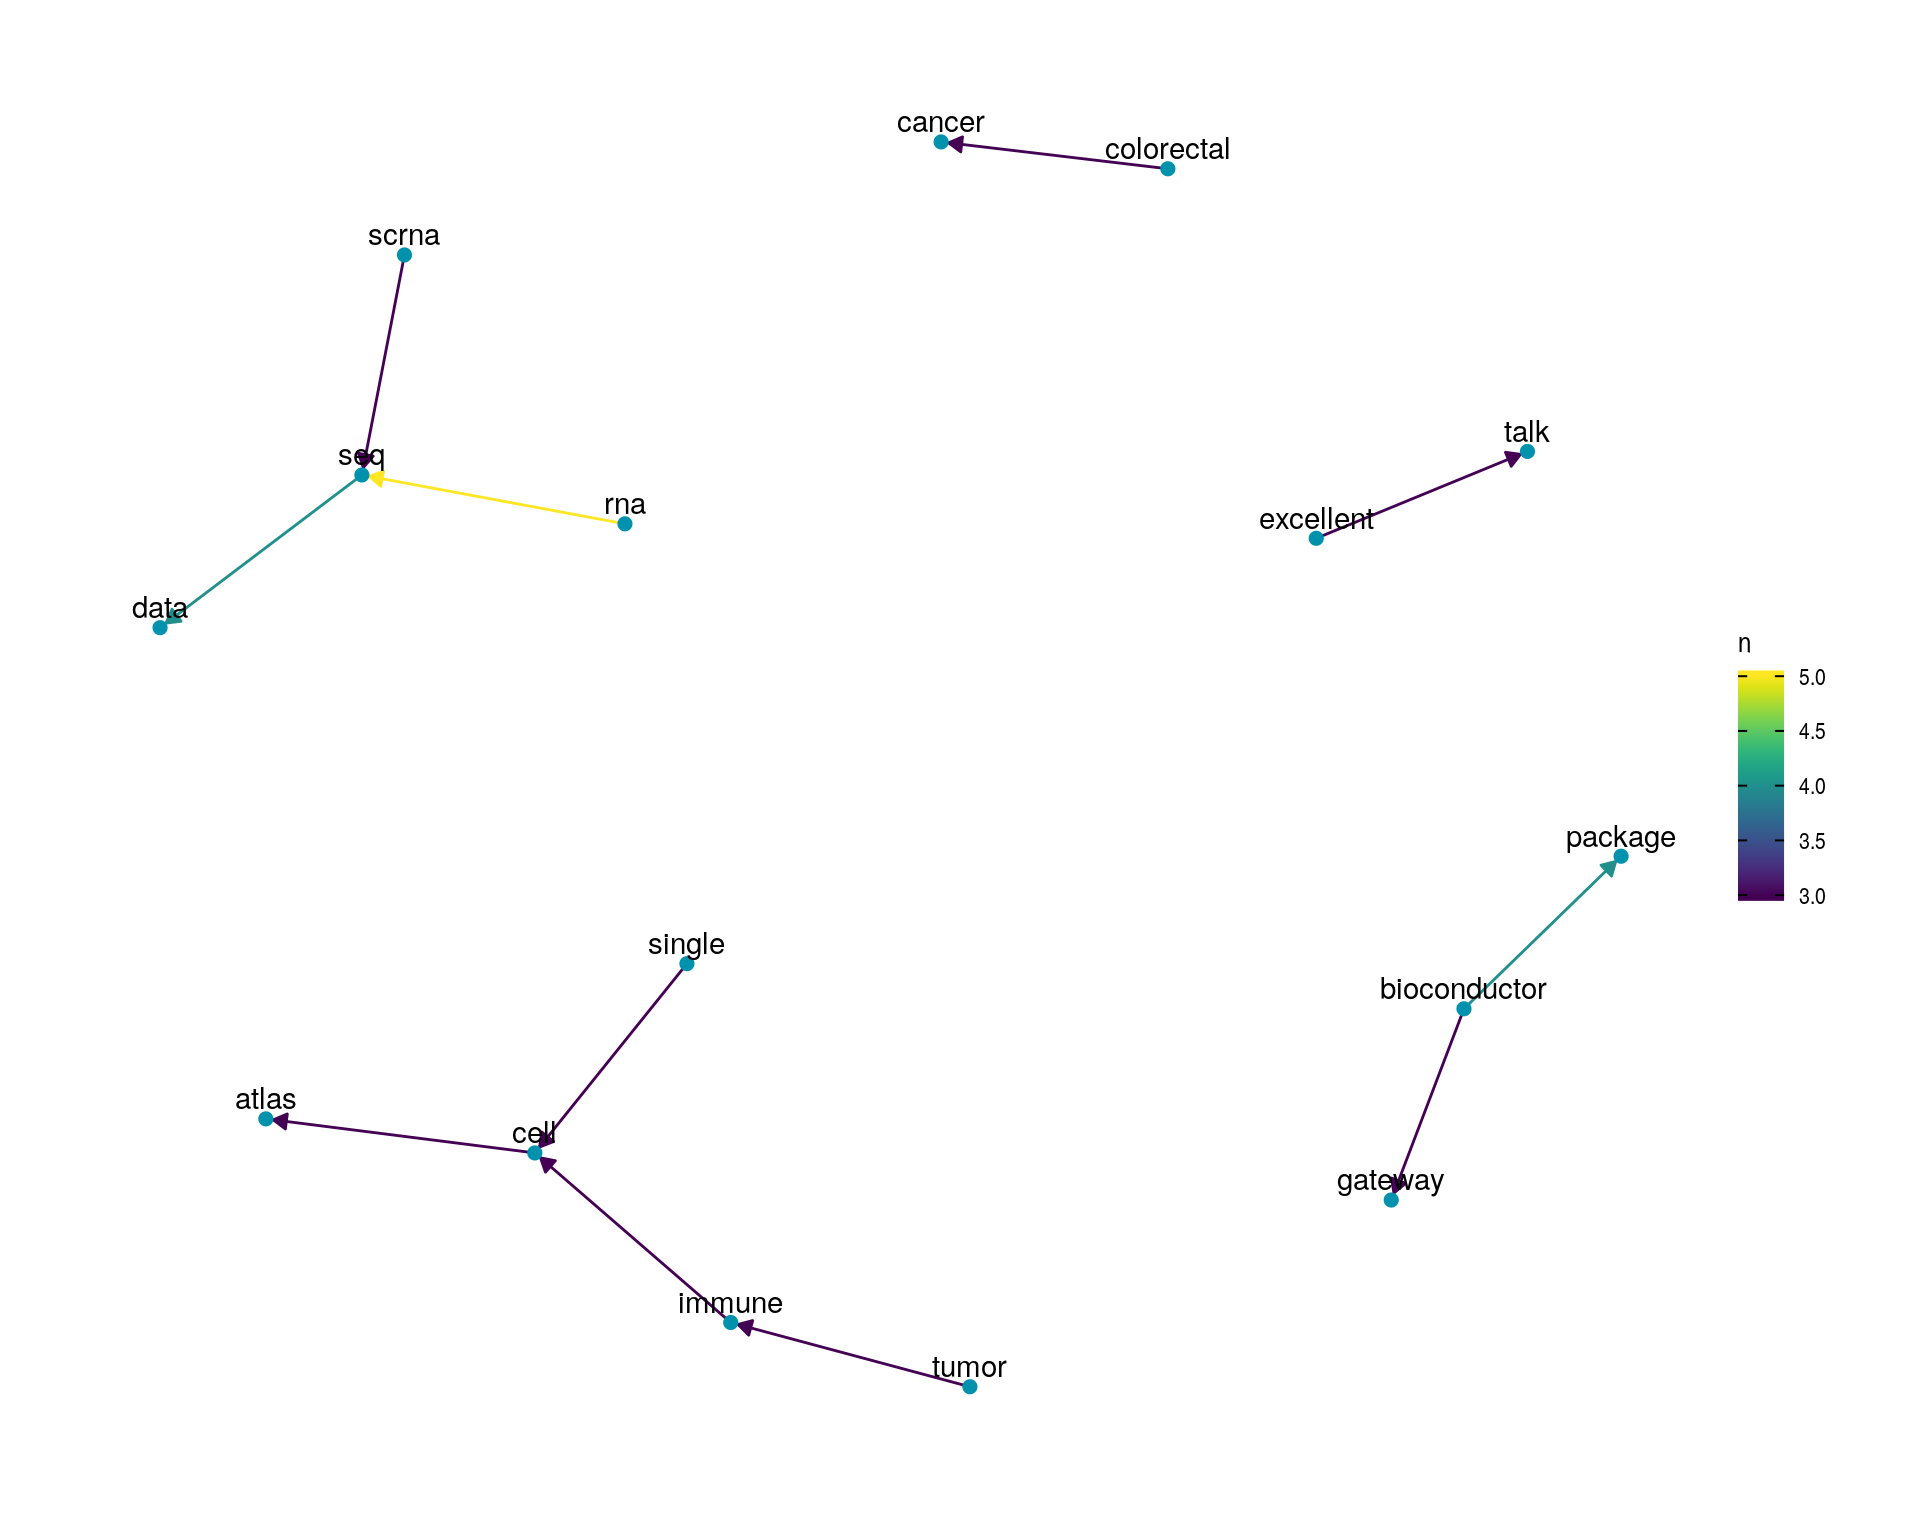 cancer
colorectal
scrna
talk
seq
rna
excellent
data
n
5.0
4.5
4.0
3.5
3.0
package
single
bioconductor
atlas
cell
gateway
immune
tumor